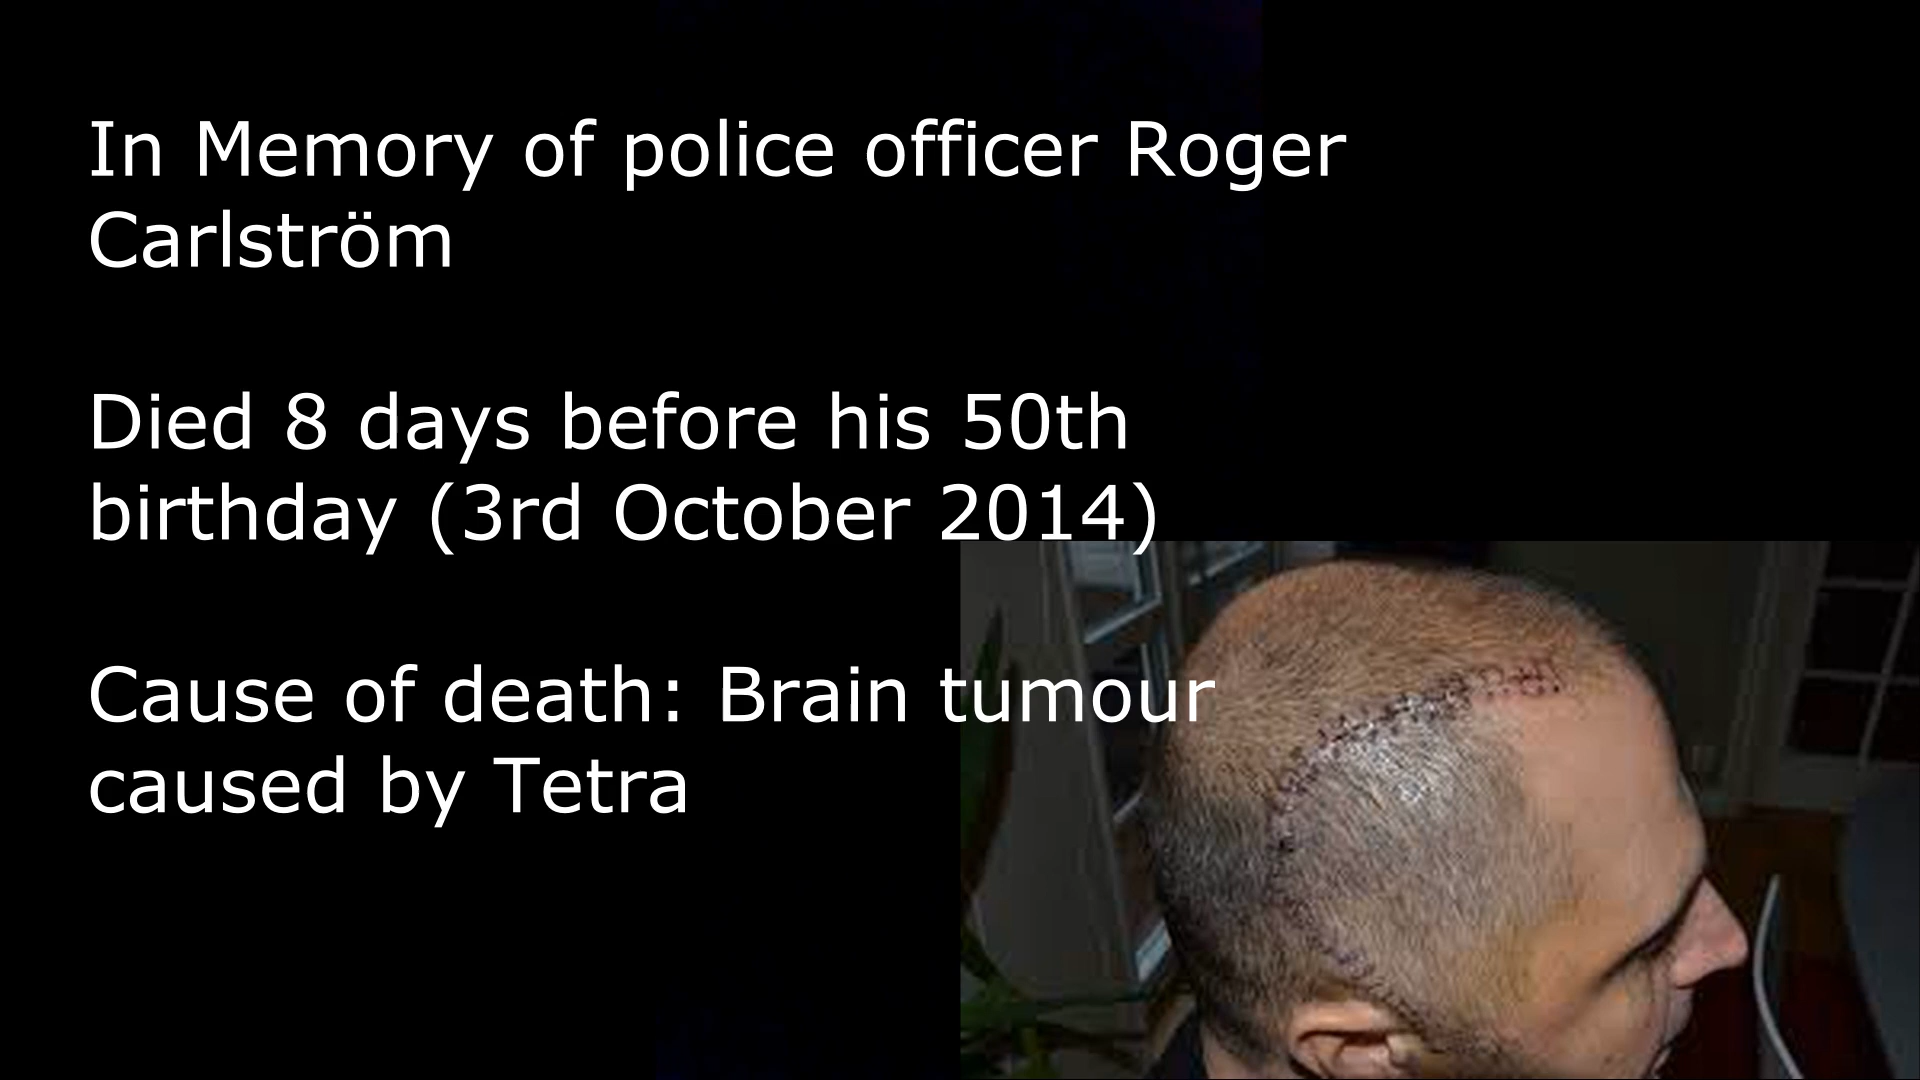 In Memory of police officer Roger
Carlström
Died 8 days before his 50th
birthday (3rd October 2014)
Cause of death: Brain tumour
caused by Tetra